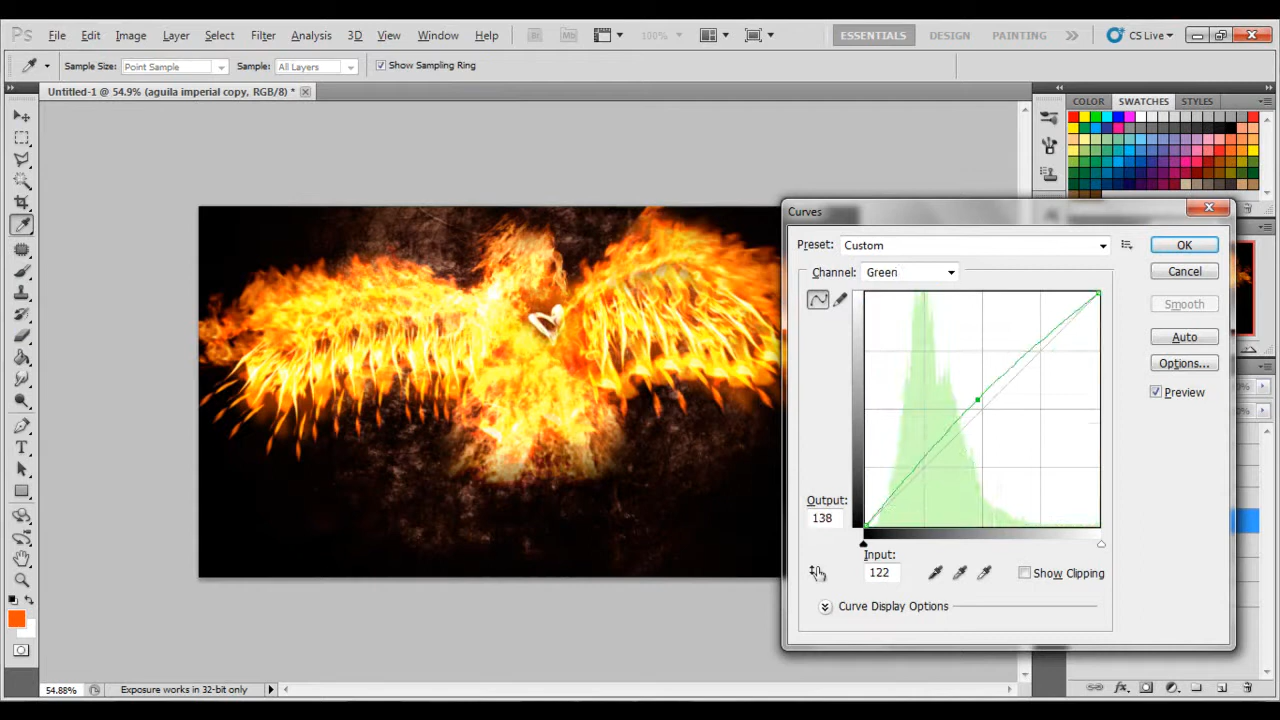 Ps File Edit Image Layer Select Filter Analysis 3D View Window Help Br Mb 100% ESSENTIALS DESIGN PAINTING CS Live
Sample Size: Point Sample Sample: All Layers Show Sampling Ring
Untitled-1 @ 54.9% (aguila imperial copy, RGB/8) *
COLOR SWATCHES STYLES
Curves
Preset: Custom
OK
Channel: Green
Cancel
Smooth
Auto
Options...
Preview
Output:
138
Input:
122
Show Clipping
Curve Display Options
54.88% Exposure works in 32-bit only